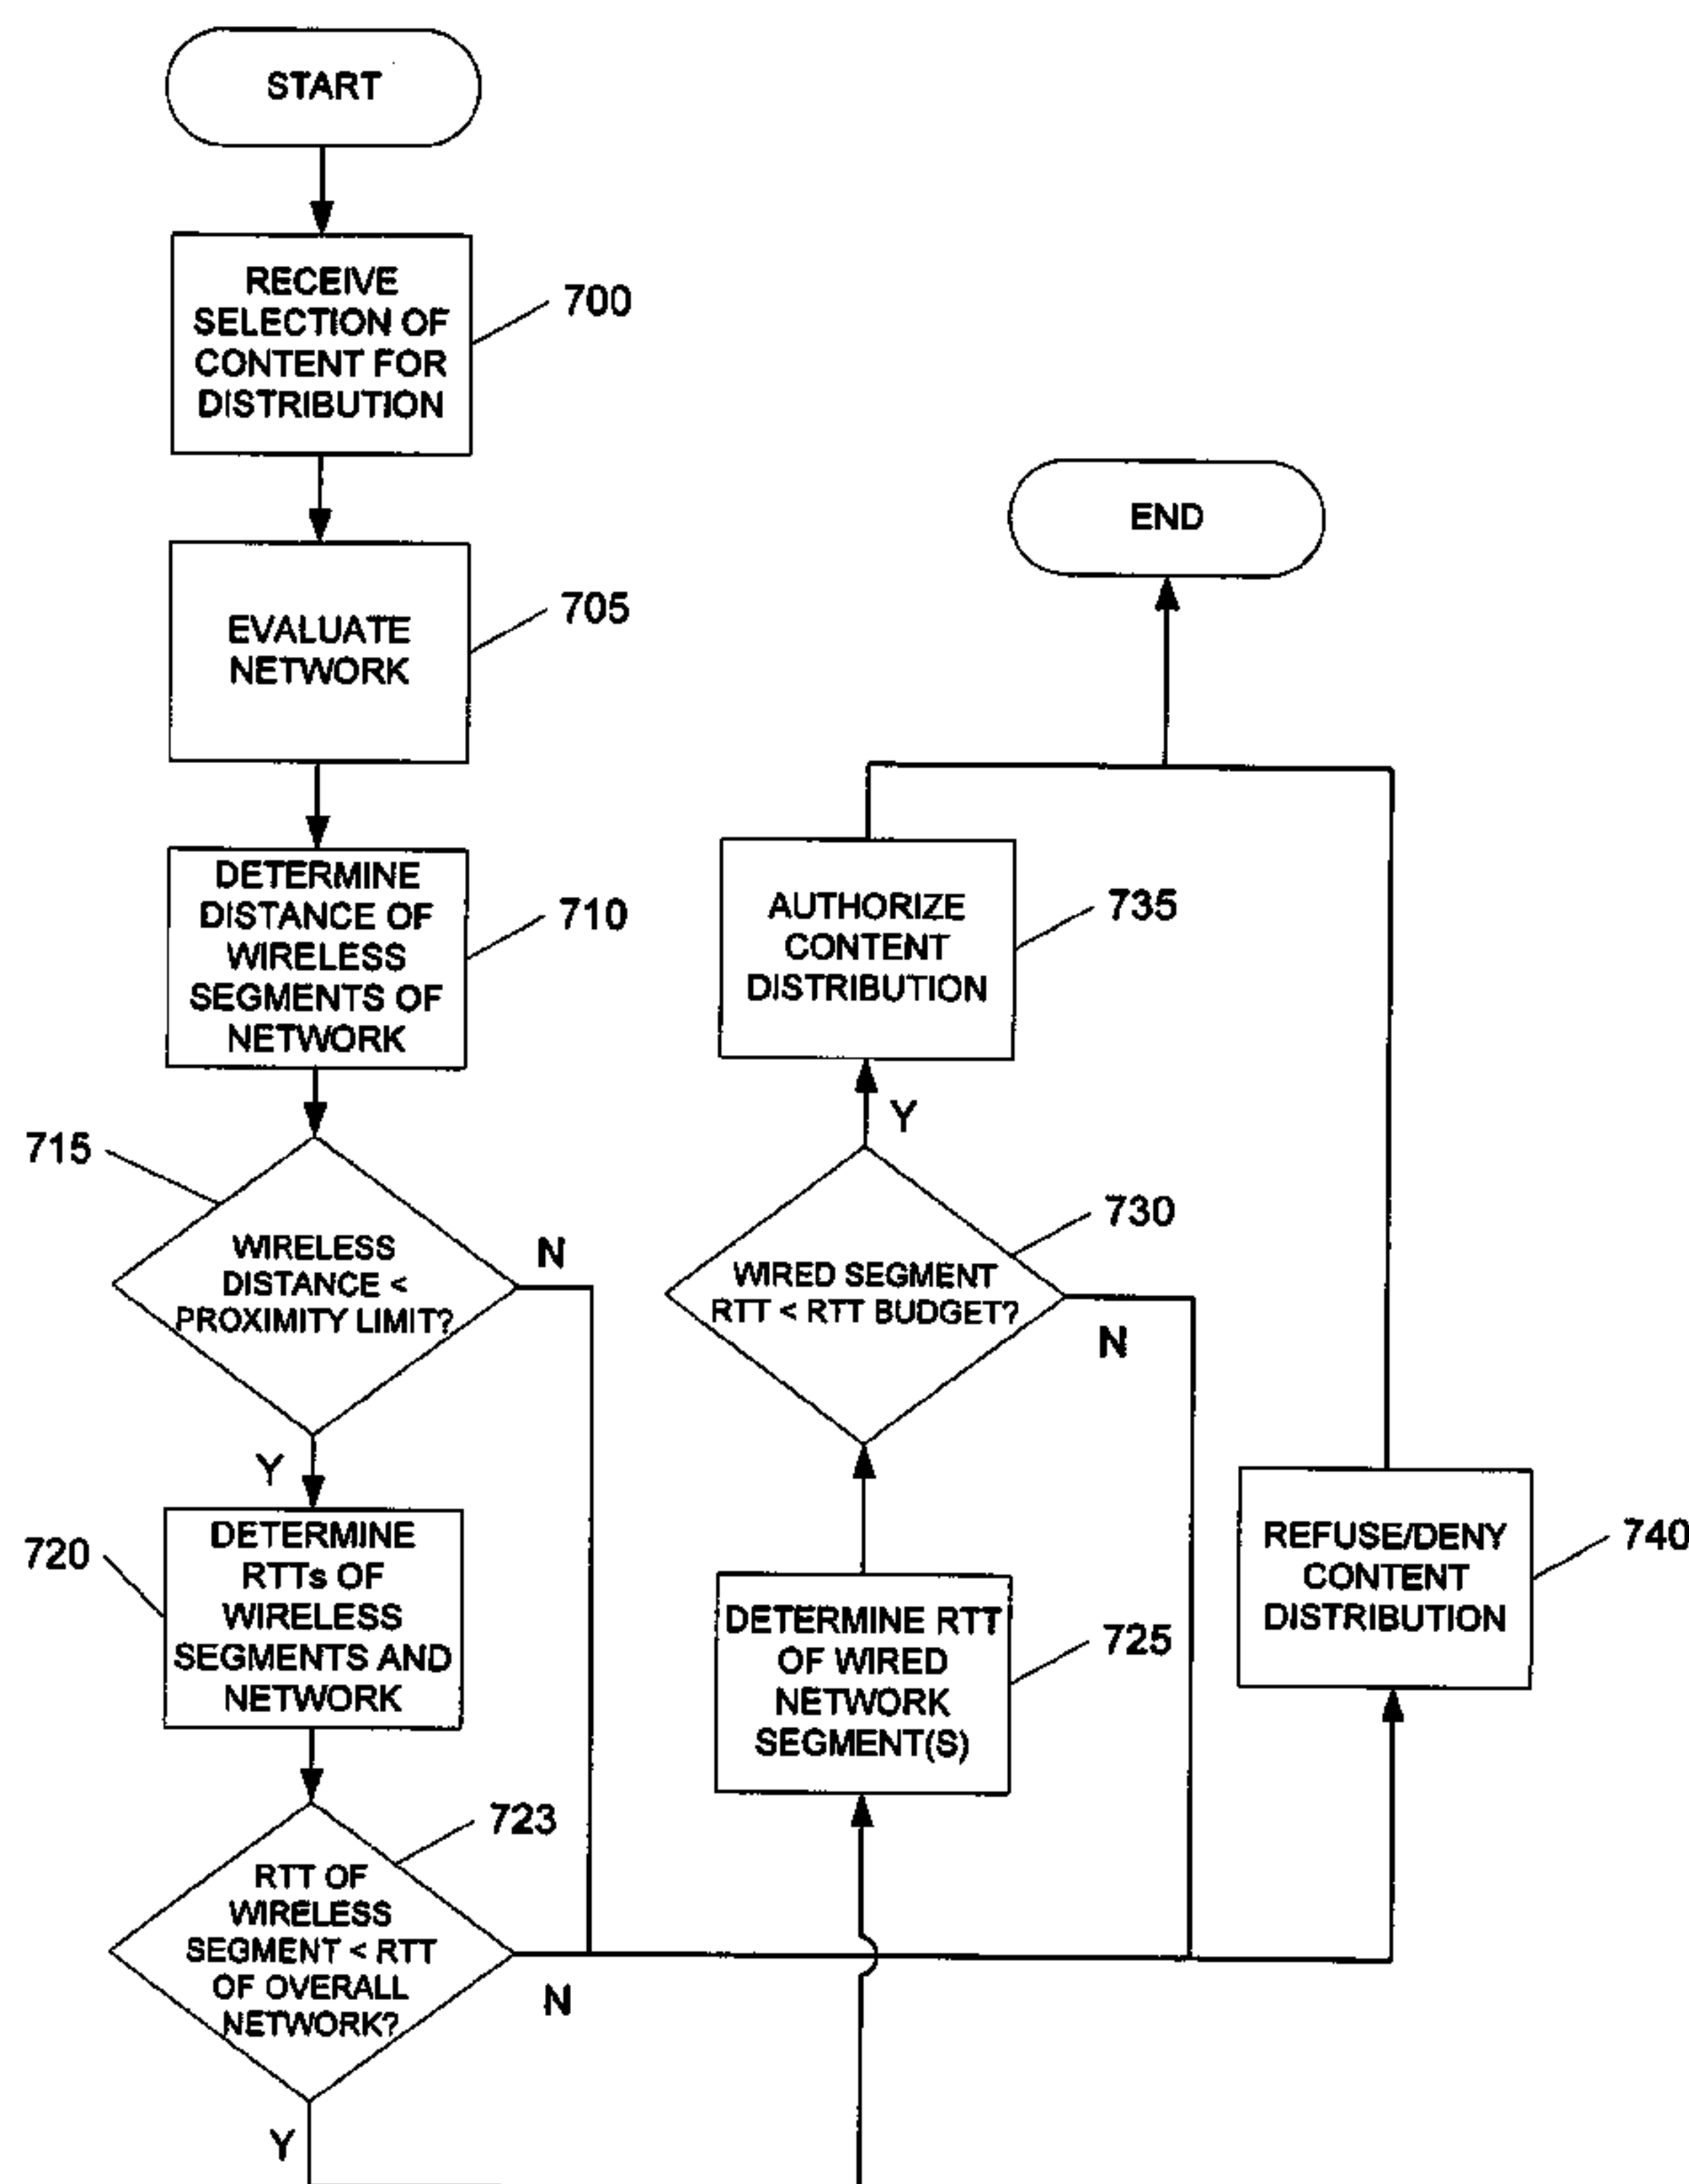 START
RECEIVE
SELECTION OF
CONTENT FOR
DISTRIBUTION
700
EVALUATE
NETWORK
705
DETERMINE
DISTANCE OF
WIRELESS
SEGMENTS OF
NETWORK
710
715
WIRELESS
DISTANCE <
PROXIMITY LIMIT?
N
Y
720
DETERMINE
RTTs OF
WIRELESS
SEGMENTS AND
NETWORK
723
RTT OF
WIRELESS
SEGMENT < RTT
OF OVERALL
NETWORK?
N
Y
END
AUTHORIZE
CONTENT
DISTRIBUTION
735
Y
730
WIRED SEGMENT
RTT < RTT BUDGET?
N
DETERMINE RTT
OF WIRED
NETWORK
SEGMENT(S)
725
REFUSE/DENY
CONTENT
DISTRIBUTION
740